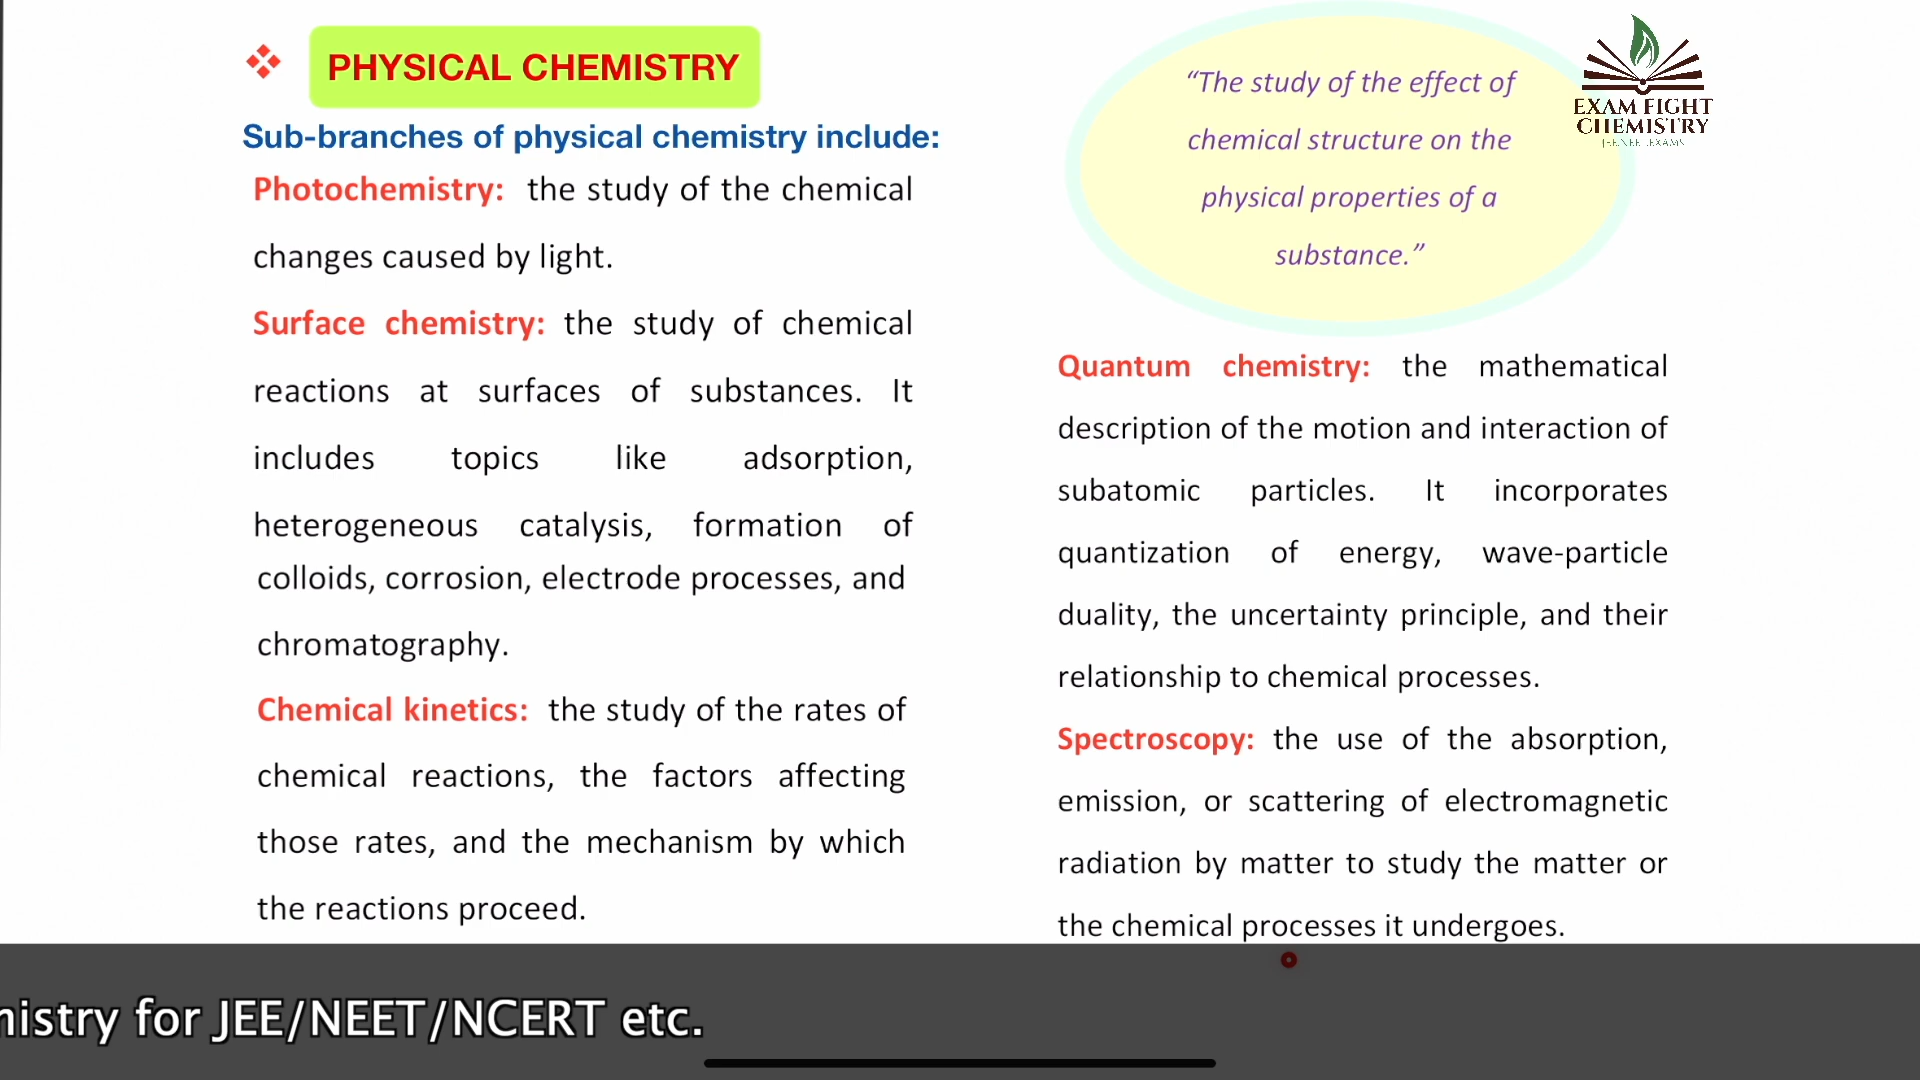 PHYSICAL CHEMISTRY
Sub-branches of physical chemistry include:
Photochemistry: the study of the chemical
changes caused by light.
Surface chemistry: the study of chemical
reactions at surfaces of substances. It
includes topics like adsorption,
heterogeneous catalysis, formation of
colloids, corrosion, electrode processes, and
chromatography.
Chemical kinetics: the study of the rates of
chemical reactions, the factors affecting
those rates, and the mechanism by which
the reactions proceed.
“The study of the effect of
chemical structure on the
physical properties of a
substance.”
EXAM FIGHT
CHEMISTRY
Quantum chemistry: the mathematical
description of the motion and interaction of
subatomic particles. It incorporates
quantization of energy, wave-particle
duality, the uncertainty principle, and their
relationship to chemical processes.
Spectroscopy: the use of the absorption,
emission, or scattering of electromagnetic
radiation by matter to study the matter or
the chemical processes it undergoes.
mistry for JEE/NEET/NCERT etc.